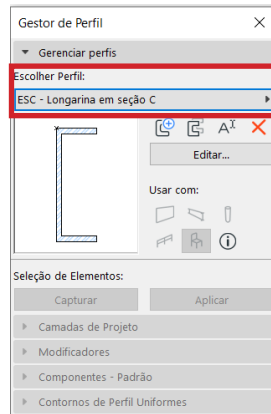 Gestor de Perfil
Gerenciar perfis
Escolher Perfil:
ESC - Longarina em seção C
Editar...
Usar com:
Seleção de Elementos:
Capturar
Aplicar
Camadas de Projeto
Modificadores
Componentes - Padrão
Contornos de Perfil Uniformes